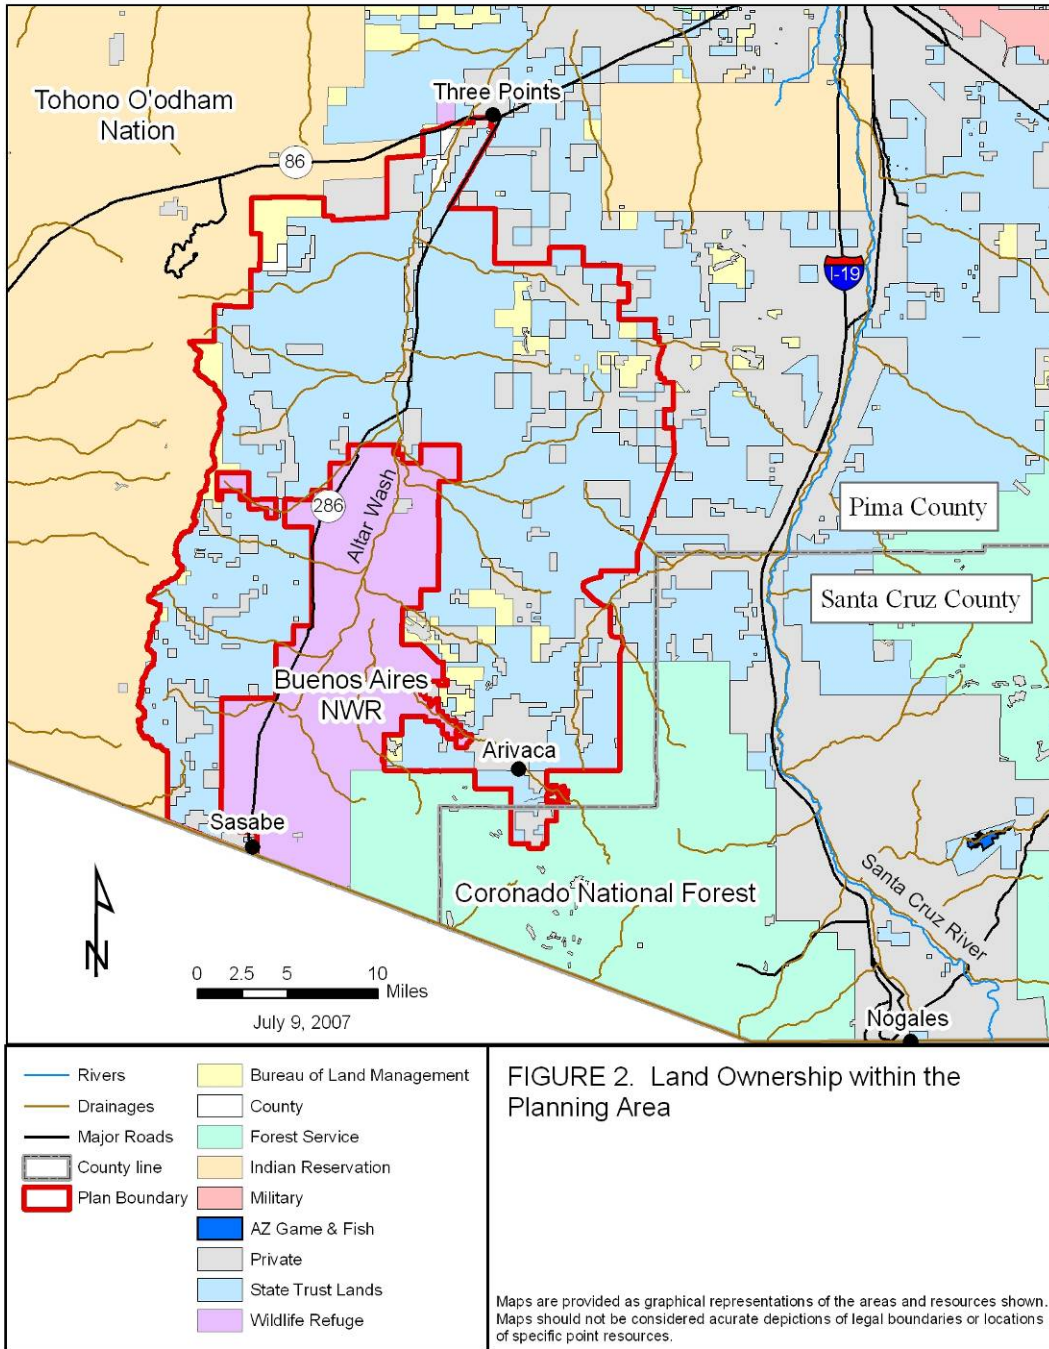 Tohono O'odham
Nation
Three Points
86
I-19
286
Altar Wash
Pima County
Santa Cruz County
Buenos Aires
NWR
Arivaca
Sasabe
Coronado National Forest
Santa Cruz River
Nogales
N
0 2.5 5 10
Miles
July 9, 2007
Rivers
Drainages
Major Roads
County line
Plan Boundary
Bureau of Land Management
County
Forest Service
Indian Reservation
Military
AZ Game & Fish
Private
State Trust Lands
Wildlife Refuge
FIGURE 2. Land Ownership within the
Planning Area
Maps are provided as graphical representations of the areas and resources shown.
Maps should not be considered acurate depictions of legal boundaries or locations
of specific point resources.